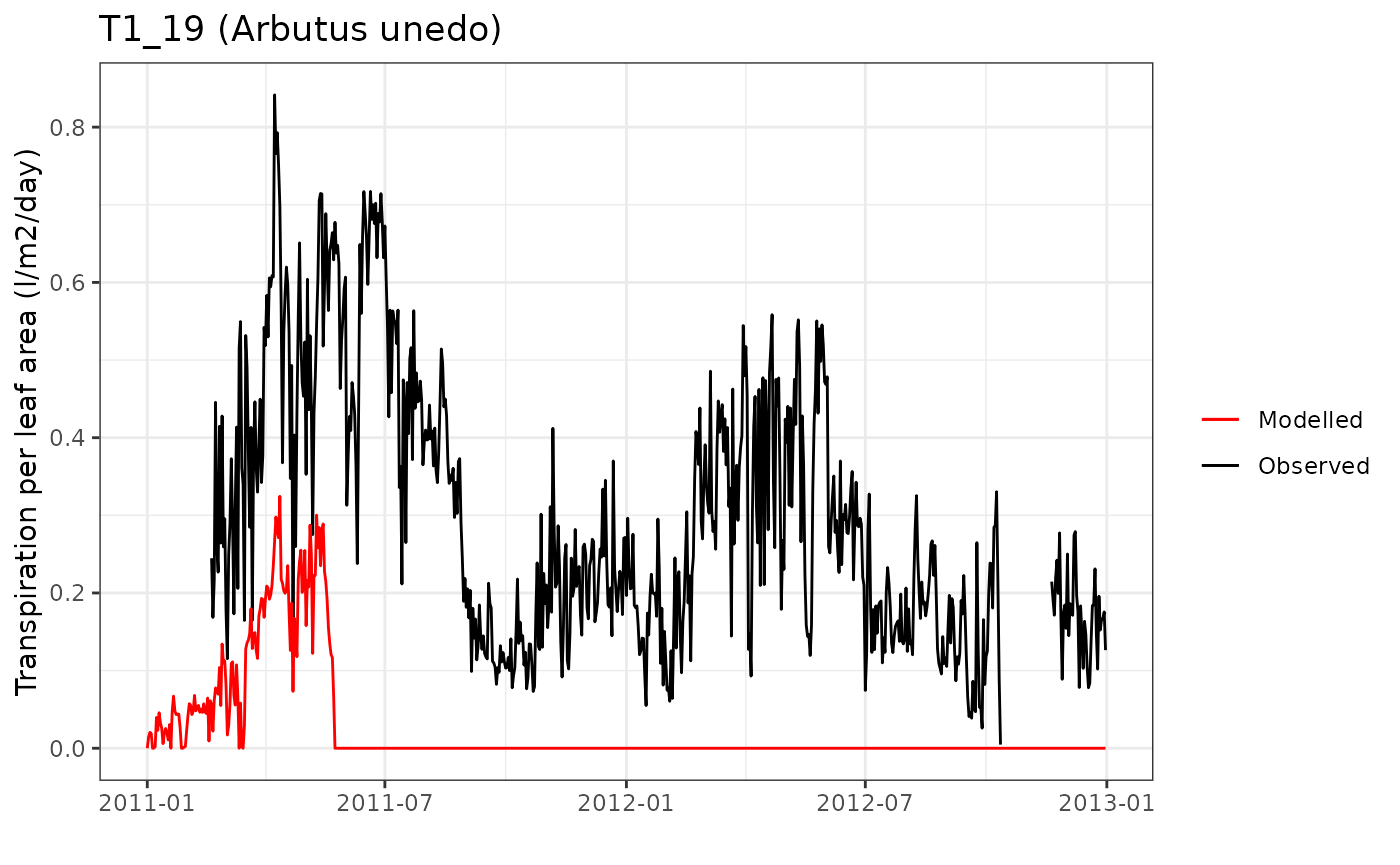 T1_19 (Arbutus unedo)
Transpiration per leaf area (l/m2/day)
0.8
0.6
0.4
0.2
0.0
2011-01
2011-07
2012-01
2012-07
2013-01
Modelled
Observed